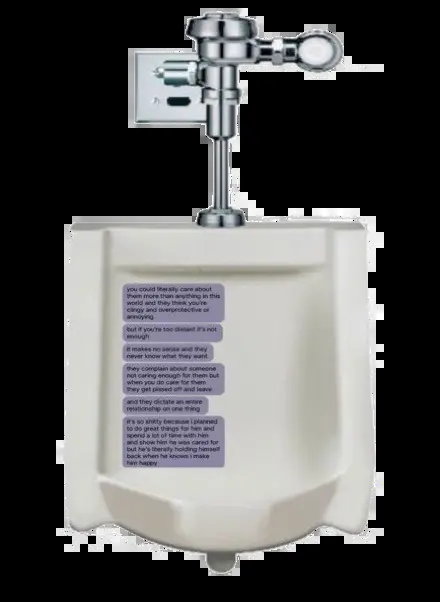 you could literally care about
them more than anything in this
world and they think you're
clingy and overprotective or
annoying
but if you're too distant it's not
enough
it makes no sense and they
never know what they want
they complain about someone
not caring enough for them but
when you do care for them
they get pissed off and leave
and they dictate an entire
relationship on one thing
it's so shitty because i planned
to do great things for him and
spend a lot of time with him
and show him he was cared for
but he's literally holding himself
back when he knows i make
him happy